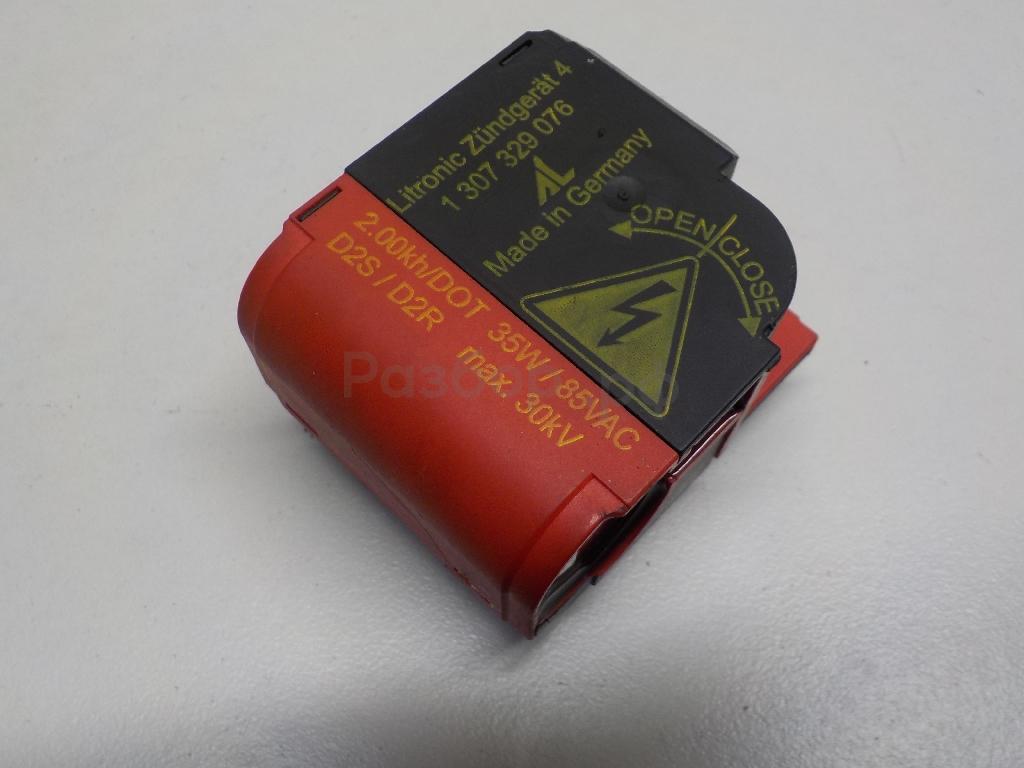 Litronic Zündgerät 4
1 307 329 076
AL
Made in Germany
OPEN CLOSE
2.00kh/DOT 35W / 85VAC
D2S / D2R max. 30kV